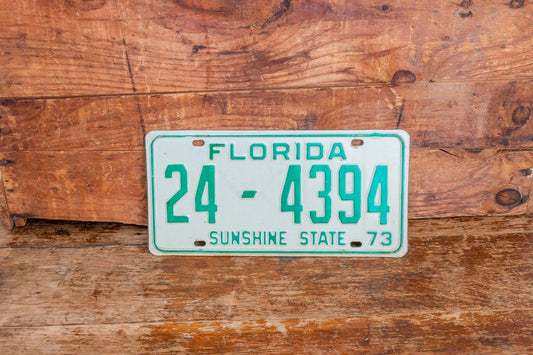 FLORIDA
24 - 4394
SUNSHINE STATE 73